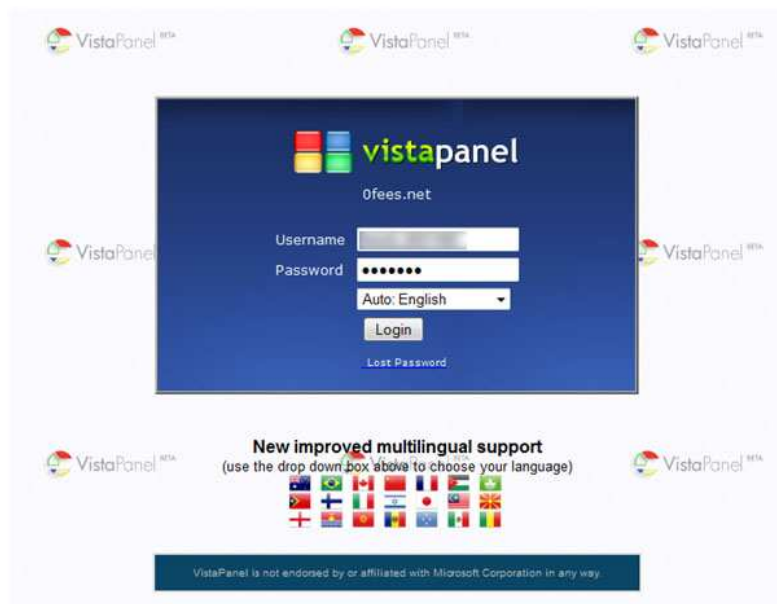 VistaPanel BETA
VistaPanel BETA
VistaPanel BETA
vistapanel
0fees.net
VistaPanel
Username
VistaPanel BETA
Password
Auto: English
Login
Lost Password
New improved multilingual support
VistaPanel BETA
(use the drop down box above to choose your language)
VistaPanel BETA
VistaPanel is not endorsed by or affiliated with Microsoft Corporation in any way.